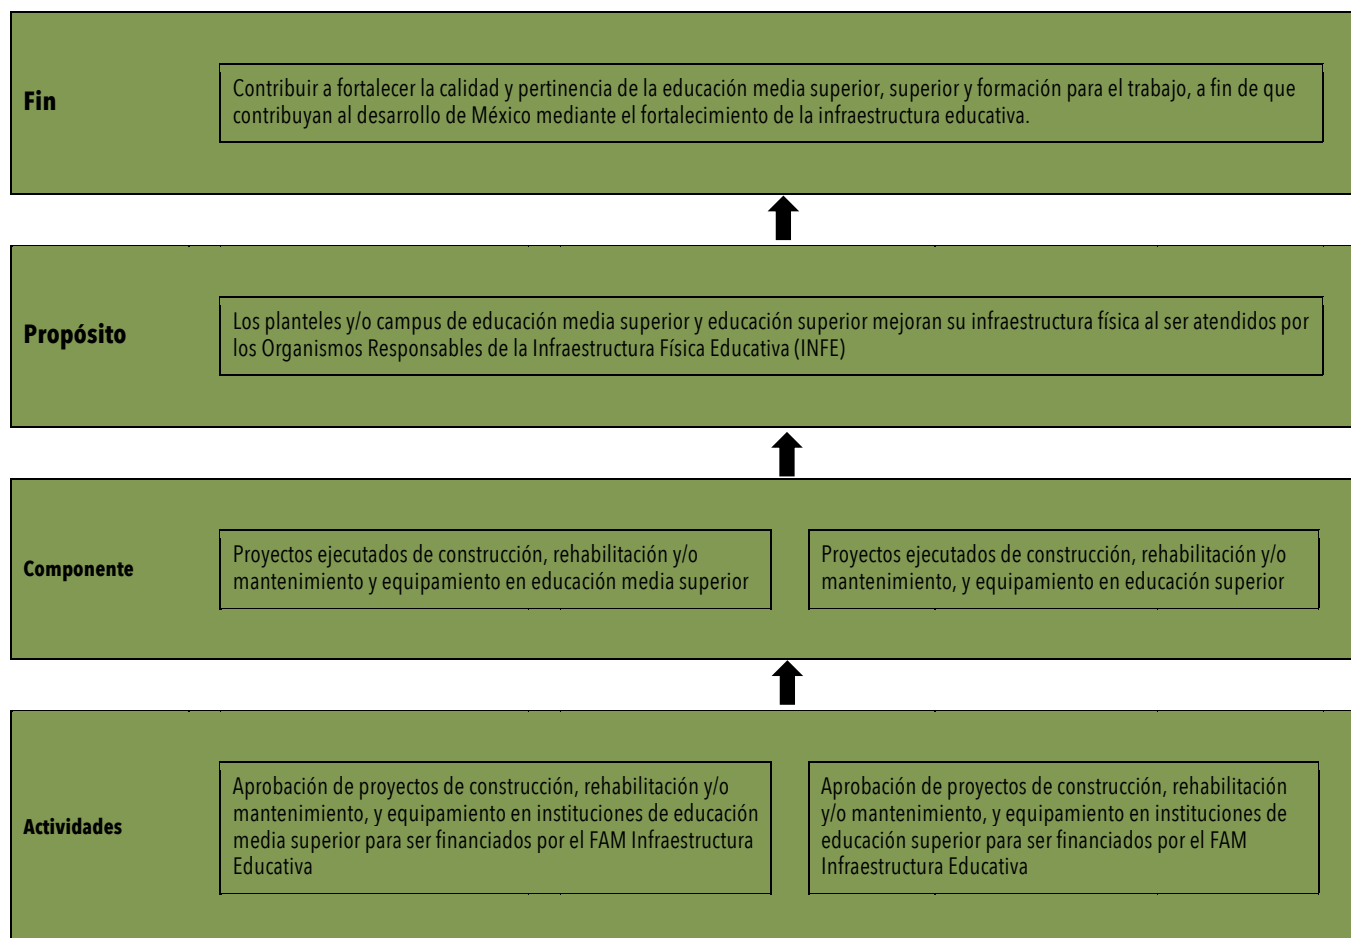 Fin
Contribuir a fortalecer la calidad y pertinencia de la educación media superior, superior y formación para el trabajo, a fin de que
contribuyan al desarrollo de México mediante el fortalecimiento de la infraestructura educativa.
Propósito
Los planteles y/o campus de educación media superior y educación superior mejoran su infraestructura física al ser atendidos por
los Organismos Responsables de la Infraestructura Física Educativa (INFE)
Componente
Proyectos ejecutados de construcción, rehabilitación y/o
mantenimiento y equipamiento en educación media superior
Proyectos ejecutados de construcción, rehabilitación y/o
mantenimiento, y equipamiento en educación superior
Actividades
Aprobación de proyectos de construcción, rehabilitación y/o
mantenimiento, y equipamiento en instituciones de educación
media superior para ser financiados por el FAM Infraestructura
Educativa
Aprobación de proyectos de construcción, rehabilitación
y/o mantenimiento, y equipamiento en instituciones de
educación superior para ser financiados por el FAM
Infraestructura Educativa